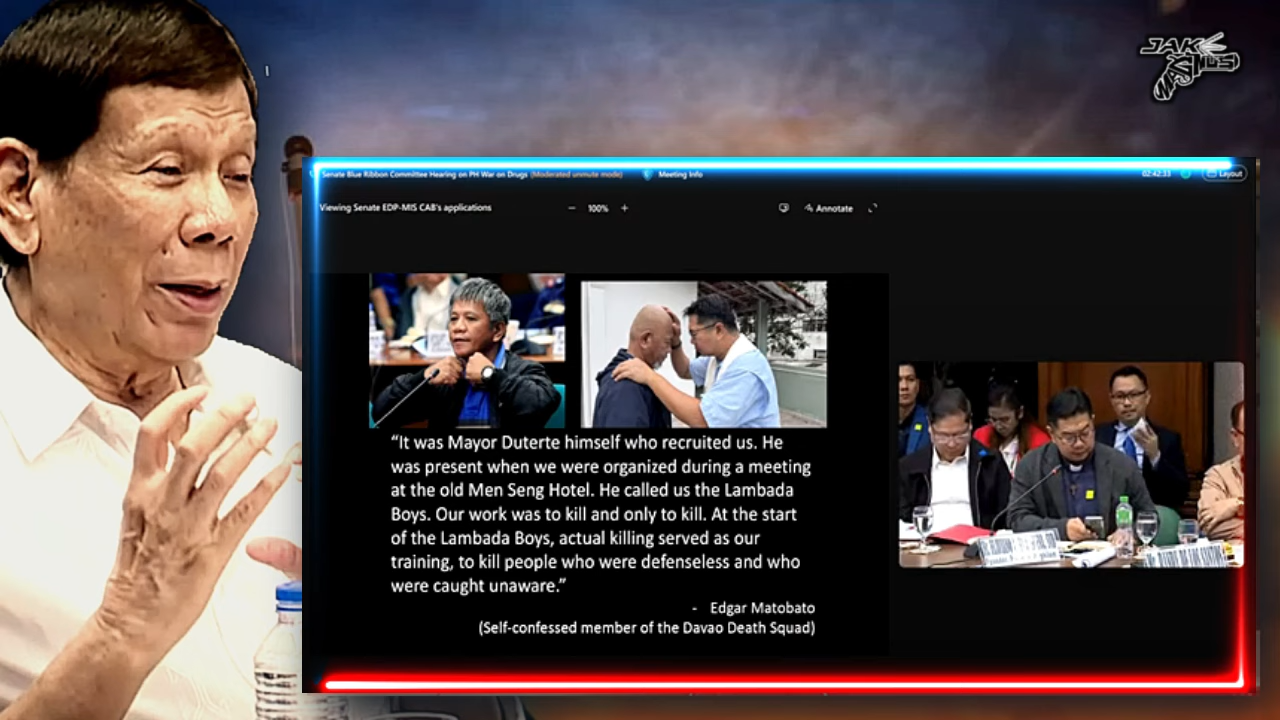 JAK
MASIMUS
Senate Blue Ribbon Committee Hearing on PH War on Drugs (Moderated unmute mode)
Meeting Info
02:42:33
Layout
Viewing Senate EDP-MIS CAB's applications
− 100% +
Annotate
“It was Mayor Duterte himself who recruited us. He
was present when we were organized during a meeting
at the old Men Seng Hotel. He called us the Lambada
Boys. Our work was to kill and only to kill. At the start
of the Lambada Boys, actual killing served as our
training, to kill people who were defenseless and who
were caught unaware.”
- Edgar Matobato
(Self-confessed member of the Davao Death Squad)